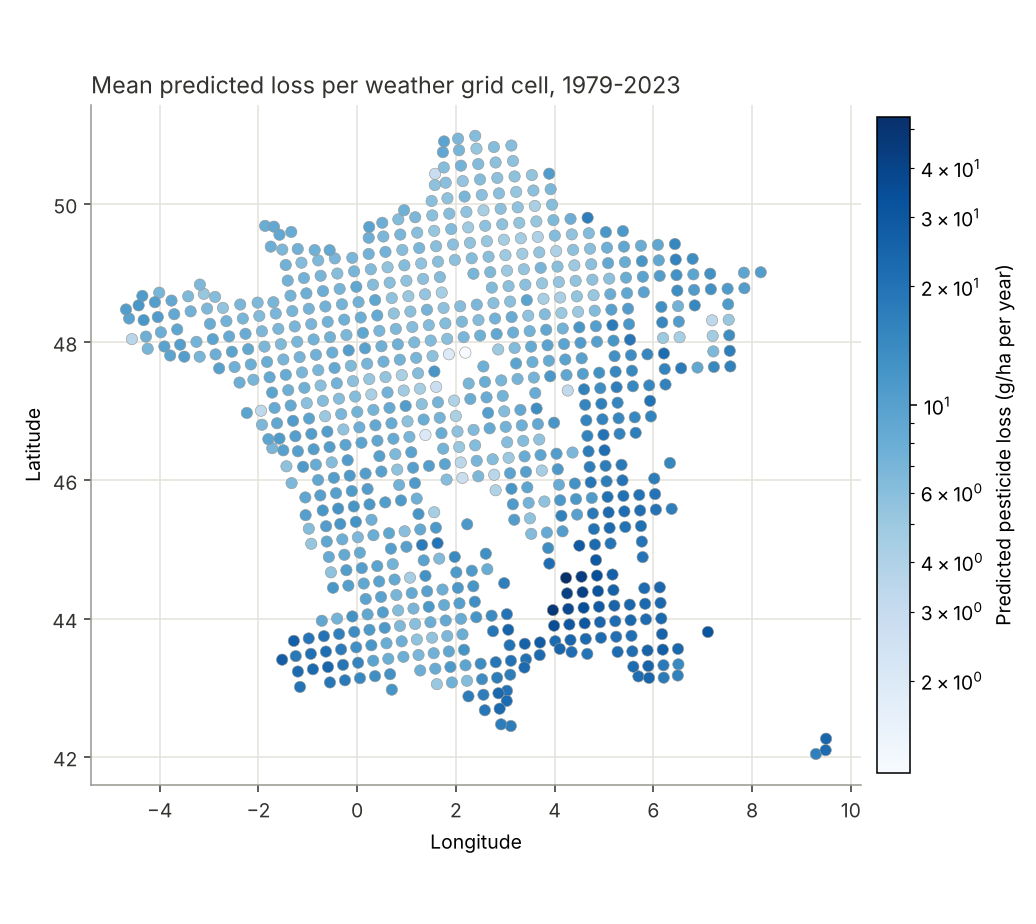 Mean predicted loss per weather grid cell, 1979-2023
50
48
46
44
42
−4
−2
0
2
4
6
8
10
Longitude
Latitude
4 × 10¹
3 × 10¹
2 × 10¹
10¹
6 × 10⁰
4 × 10⁰
3 × 10⁰
2 × 10⁰
Predicted pesticide loss (g/ha per year)